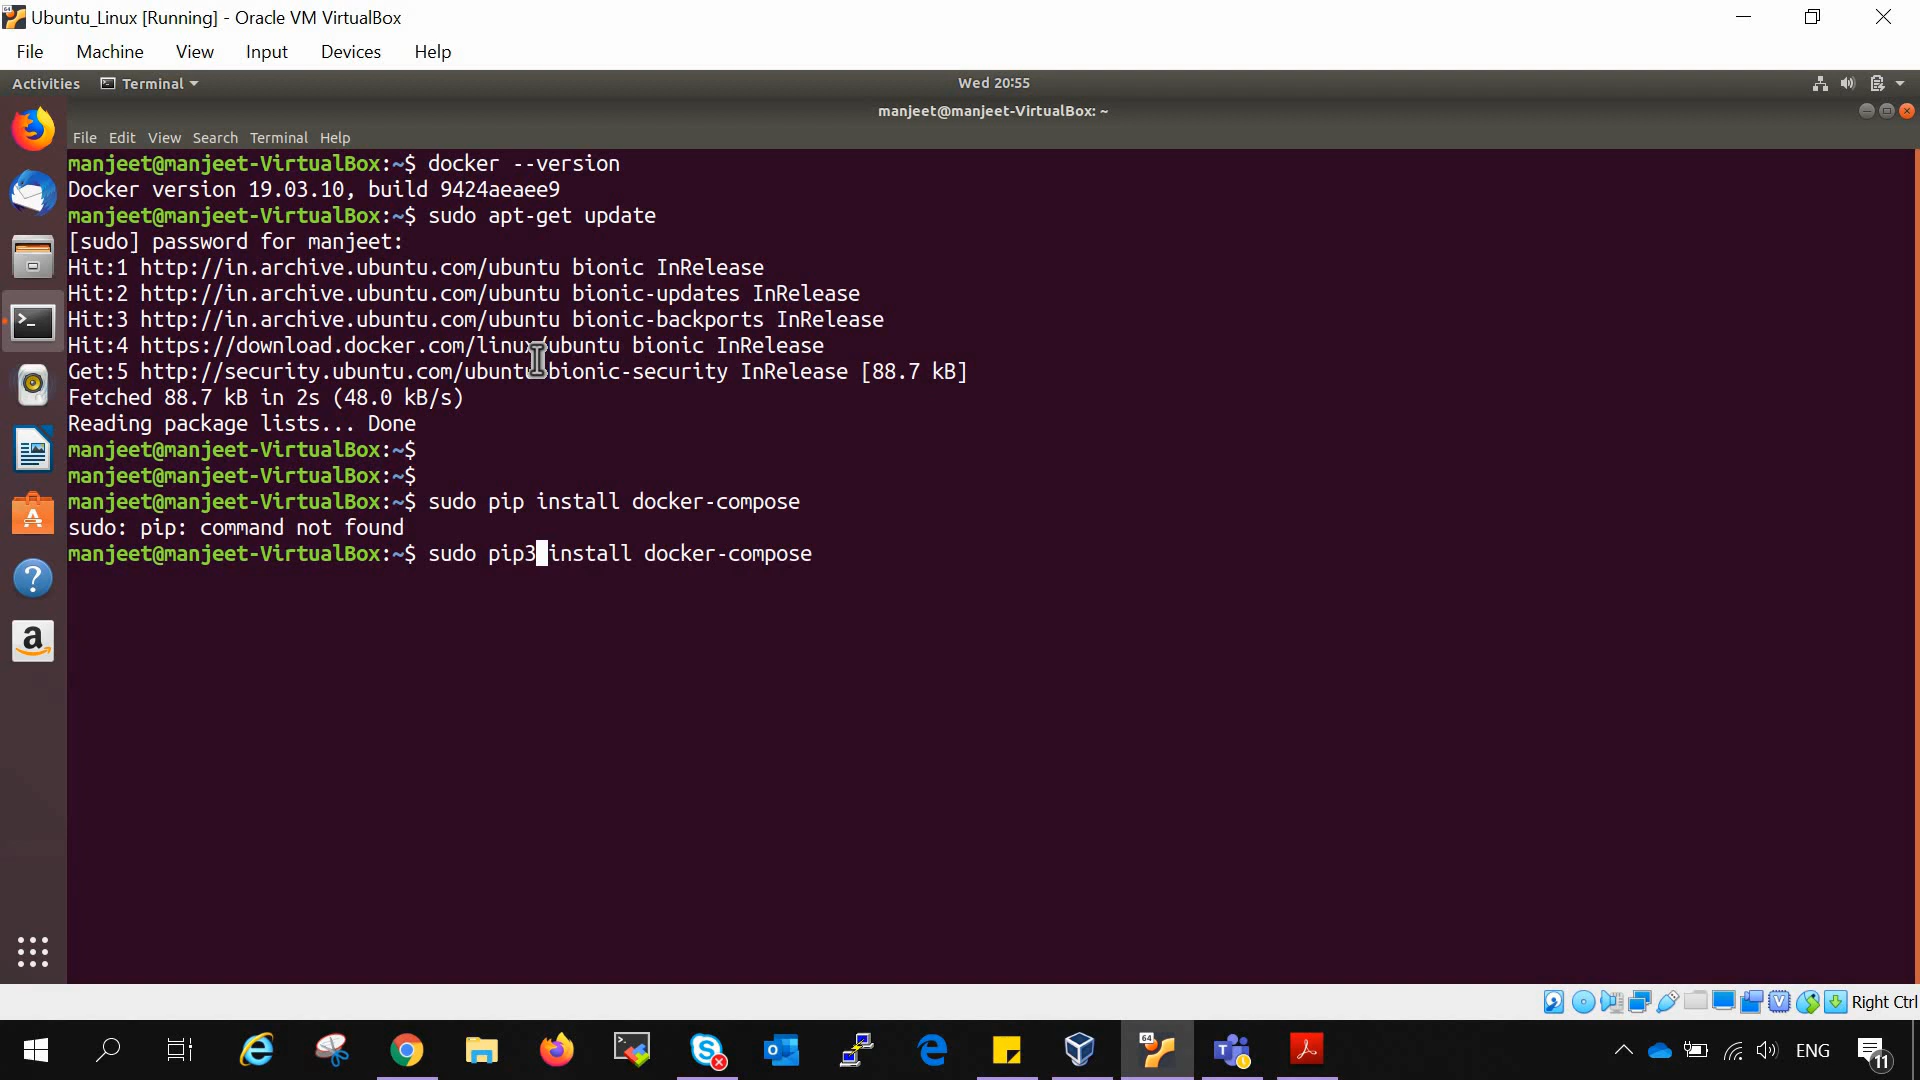 Ubuntu_Linux [Running] - Oracle VM VirtualBox
File Machine View Input Devices Help
Activities Terminal Wed 20:55
manjeet@manjeet-VirtualBox: ~
File Edit View Search Terminal Help
manjeet@manjeet-VirtualBox:~$ docker --version
Docker version 19.03.10, build 9424aeaee9
manjeet@manjeet-VirtualBox:~$ sudo apt-get update
[sudo] password for manjeet:
Hit:1 http://in.archive.ubuntu.com/ubuntu bionic InRelease
Hit:2 http://in.archive.ubuntu.com/ubuntu bionic-updates InRelease
Hit:3 http://in.archive.ubuntu.com/ubuntu bionic-backports InRelease
Hit:4 https://download.docker.com/linux/ubuntu bionic InRelease
Get:5 http://security.ubuntu.com/ubuntu bionic-security InRelease [88.7 kB]
Fetched 88.7 kB in 2s (48.0 kB/s)
Reading package lists... Done
manjeet@manjeet-VirtualBox:~$
manjeet@manjeet-VirtualBox:~$
manjeet@manjeet-VirtualBox:~$ sudo pip install docker-compose
sudo: pip: command not found
manjeet@manjeet-VirtualBox:~$ sudo pip3 install docker-compose
Right Ctrl
64
ENG
11